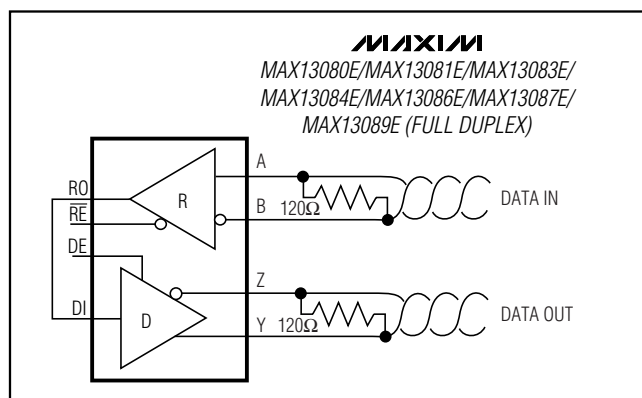 MAXIM
MAX13080E/MAX13081E/MAX13083E/
MAX13084E/MAX13086E/MAX13087E/
MAX13089E (FULL DUPLEX)
A
RO
R
DATA IN
RE
B
120Ω
DE
Z
DI
D
DATA OUT
Y
120Ω